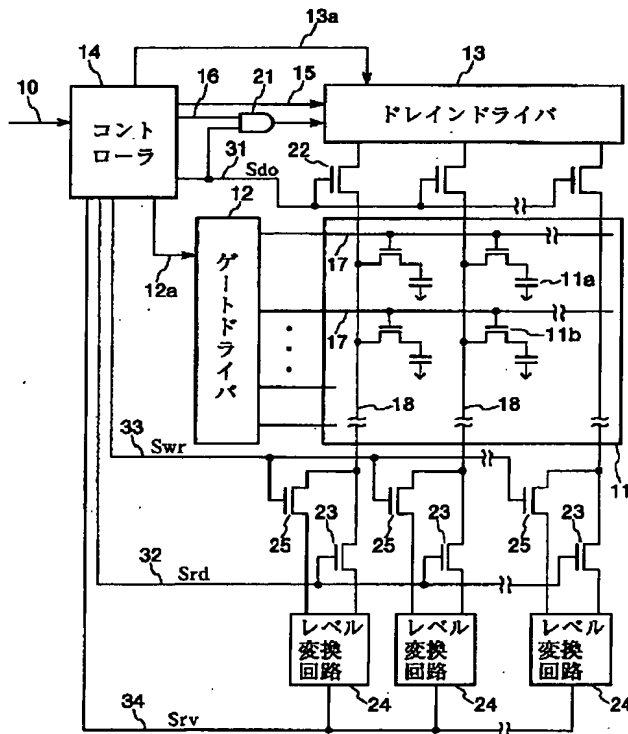 13a
14
16
21
15
13
10
コント
ローラ
ドレインドライバ
22
31
Sdo
12
17
11a
12a
ゲートドライバ
17
11b
18
18
33
Swr
11
25
23
25
23
25
23
32
Srd
レベル
変換
回路
レベル
変換
回路
レベル
変換
回路
34
Srv
24
24
24